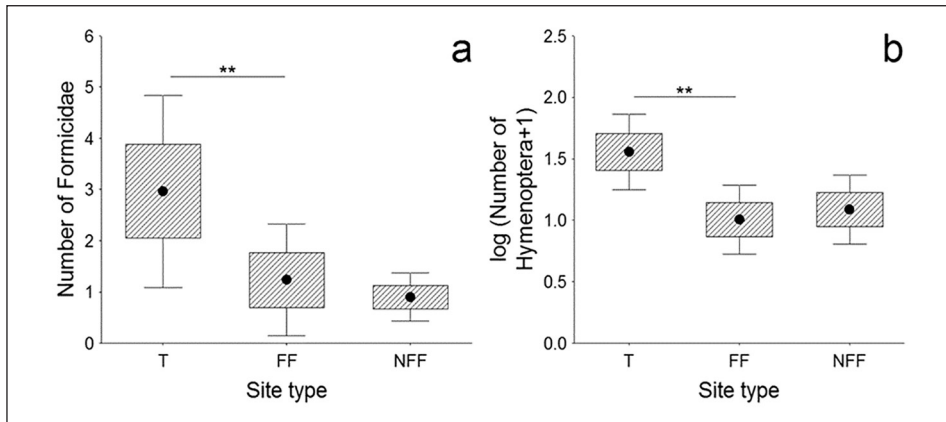 a
Number of Formicidae
6
5
4
3
2
1
0
**
T FF NFF
Site type
b
log (Number of
Hymenoptera+1)
2.5
2.0
1.5
1.0
0.5
0.0
**
T FF NFF
Site type